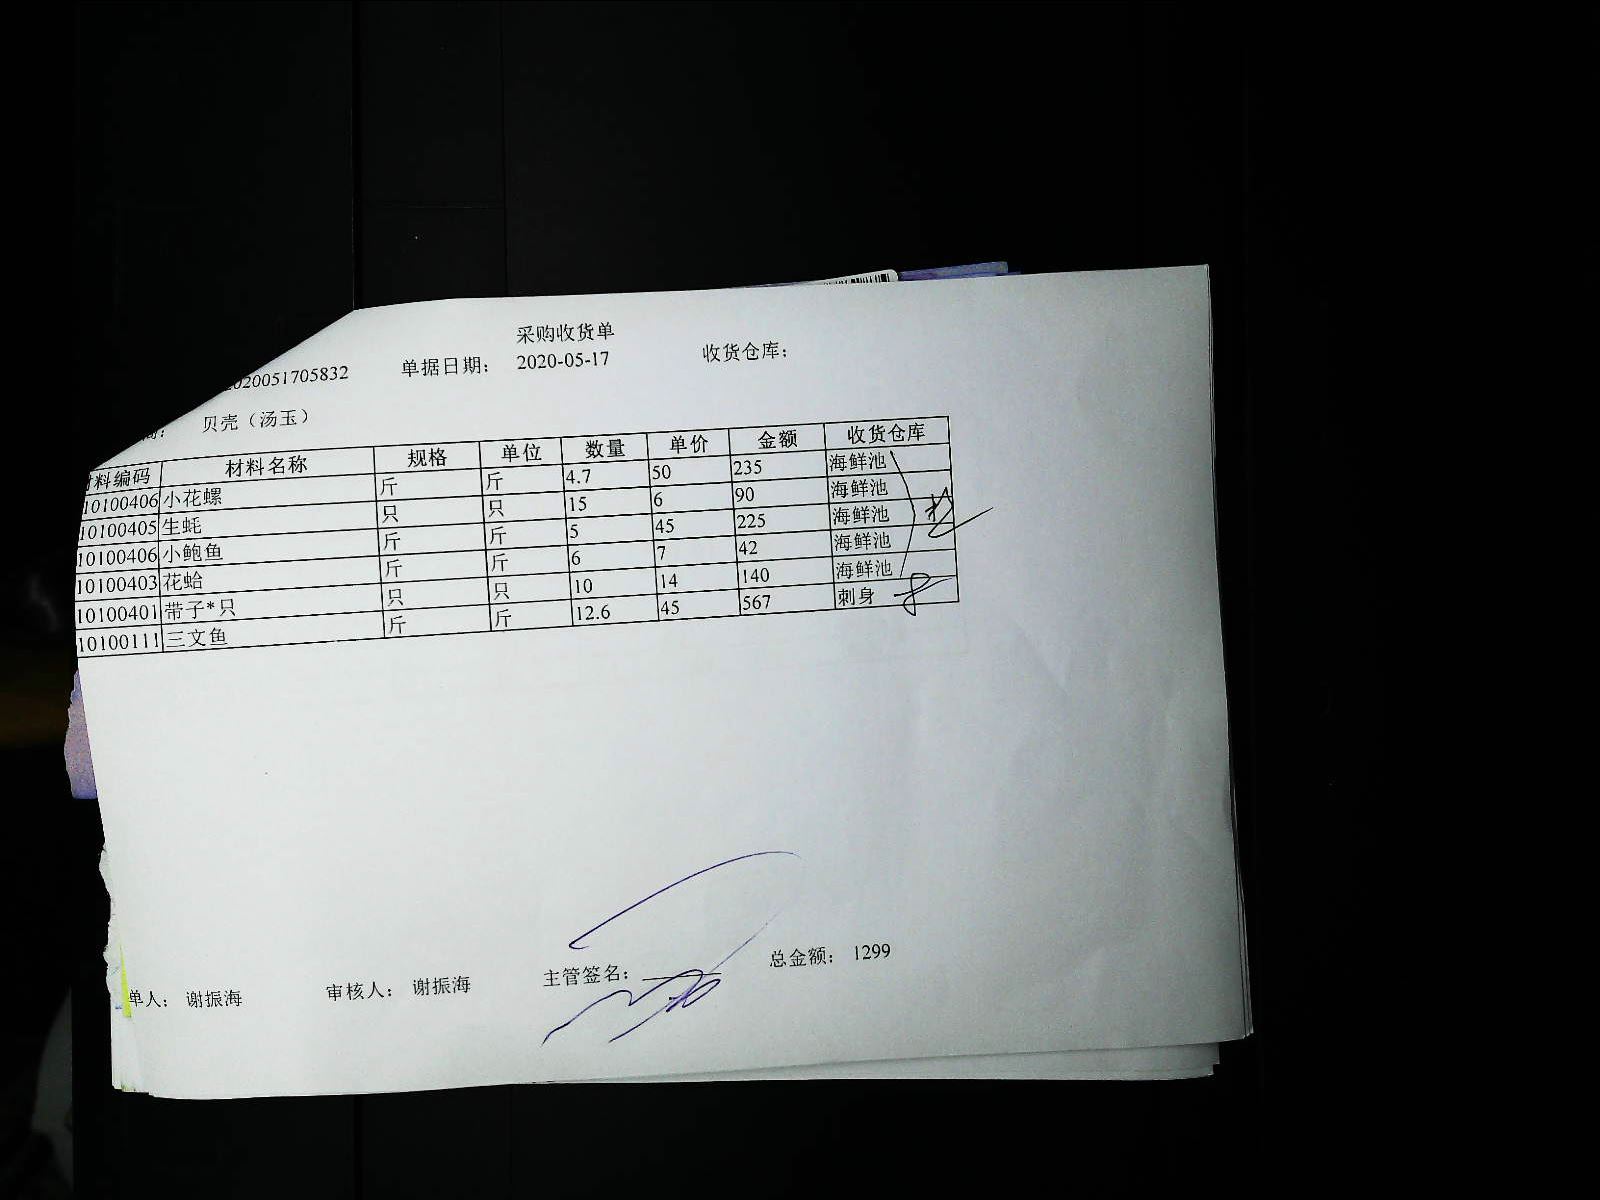 采购收货单
2020051705832 单据日期： 2020-05-17 收货仓库：
商： 贝壳（汤玉）
材料编码 材料名称 规格 单位 数量 单价 金额 收货仓库
10100406 小花螺 斤 斤 4.7 50 235 海鲜池
10100405 生蚝 只 只 15 6 90 海鲜池
10100406 小鲍鱼 斤 斤 5 45 225 海鲜池
10100403 花蛤 斤 斤 6 7 42 海鲜池
10100401 带子*只 只 只 10 14 140 海鲜池
10100111 三文鱼 斤 斤 12.6 45 567 刺身
单人： 谢振海 审核人： 谢振海 主管签名： 总金额： 1299